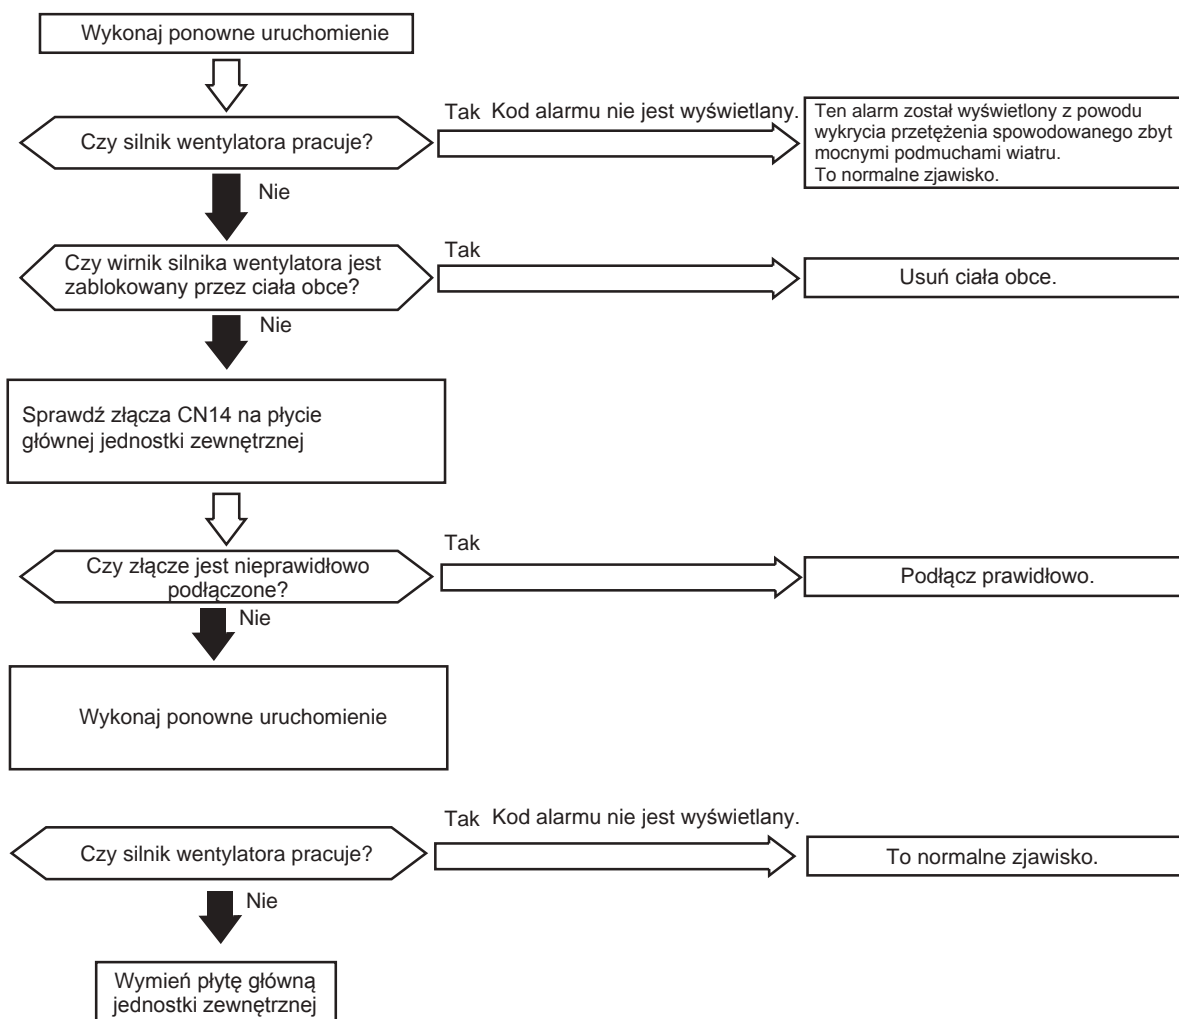 Wykonaj ponowne uruchomienie
Czy silnik wentylatora pracuje?
Tak Kod alarmu nie jest wyświetlany.
Ten alarm został wyświetlony z powodu
wykrycia przetężenia spowodowanego zbyt
mocnymi podmuchami wiatru.
To normalne zjawisko.
Nie
Czy wirnik silnika wentylatora jest
zablokowany przez ciała obce?
Tak
Usuń ciała obce.
Nie
Sprawdź złącza CN14 na płycie
głównej jednostki zewnętrznej
Czy złącze jest nieprawidłowo
podłączone?
Tak
Podłącz prawidłowo.
Nie
Wykonaj ponowne uruchomienie
Czy silnik wentylatora pracuje?
Tak Kod alarmu nie jest wyświetlany.
To normalne zjawisko.
Nie
Wymień płytę główną
jednostki zewnętrznej